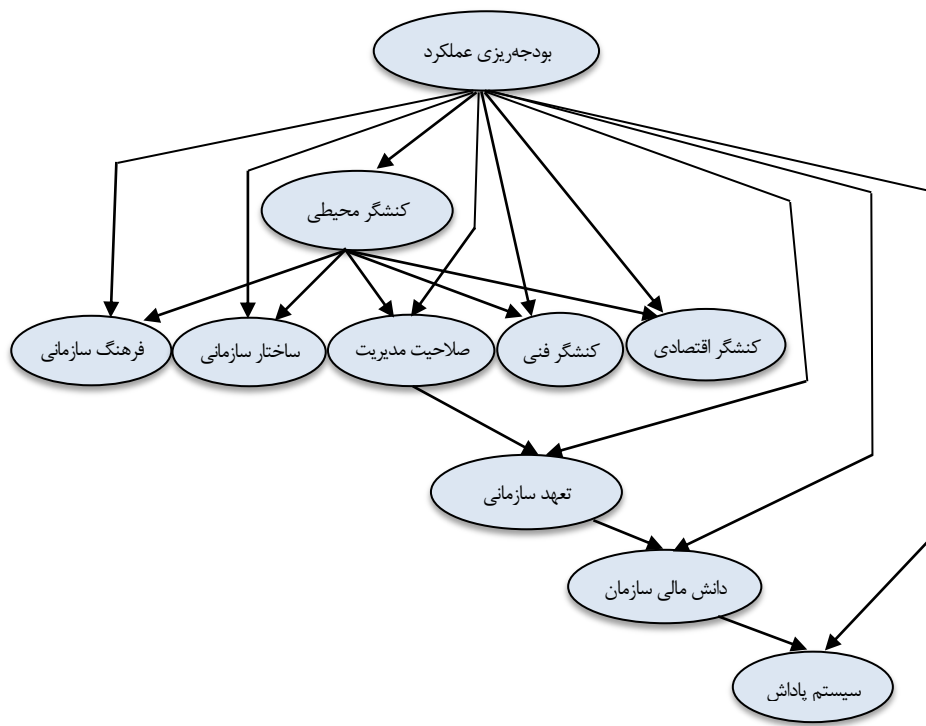 بودجه‌ریزی عملکرد
کنشگر محیطی
کنشگر اقتصادی
کنشگر فنی
صلاحیت مدیریت
ساختار سازمانی
فرهنگ سازمانی
تعهد سازمانی
دانش مالی سازمان
سیستم پاداش